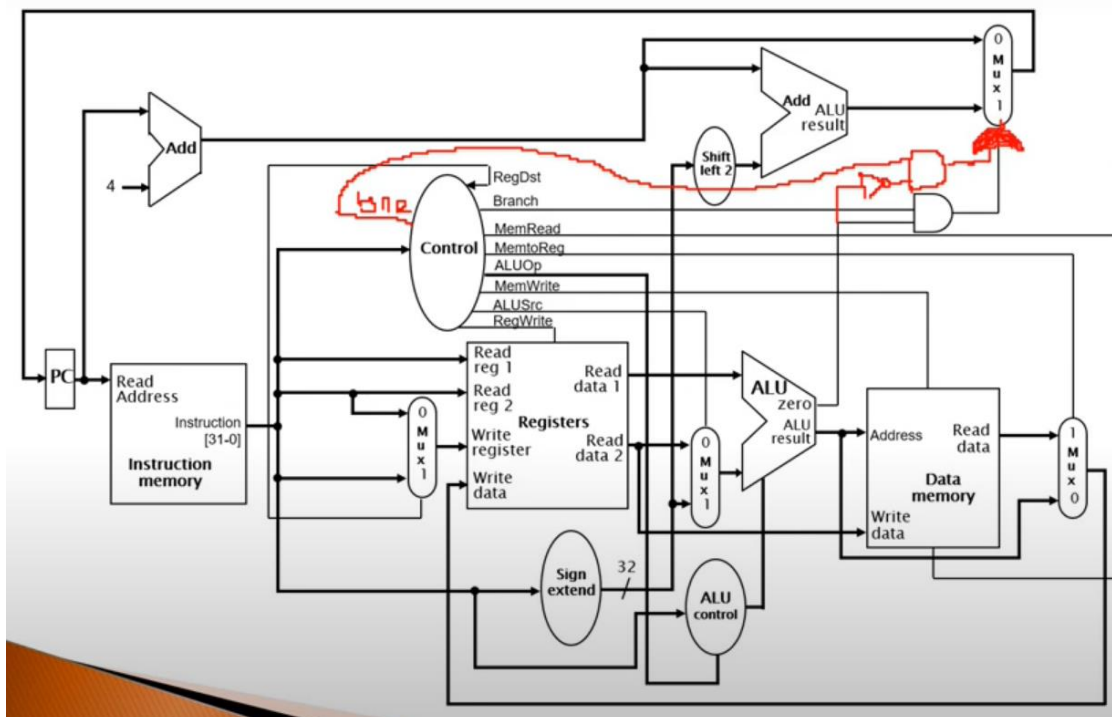 0
M
u
x
1
Add
ALU
result
Add
4
Shift
left 2
RegDst
bne
Branch
Control
MemRead
MemtoReg
ALUOp
MemWrite
ALUSrc
RegWrite
PC
Read
Address
Instruction
[31-0]
Instruction
memory
0
M
u
x
1
Read
reg 1
Read
reg 2
Write
register
Write
data
Registers
Read
data 1
Read
data 2
0
M
u
x
1
ALU
zero
ALU
result
Address
Read
data
Data
memory
Write
data
1
M
u
x
0
Sign
extend
32
ALU
control